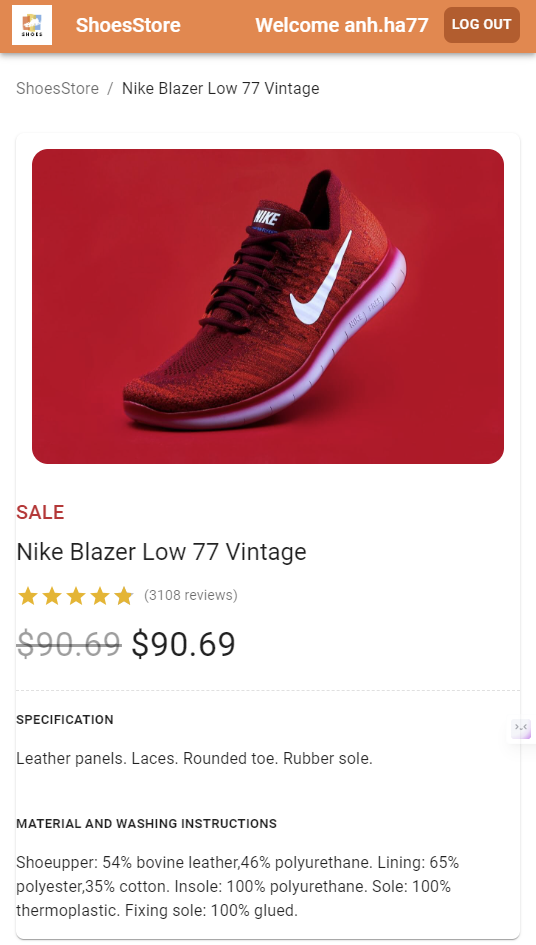 SHOES
ShoesStore
Welcome anh.ha77
LOG OUT
ShoesStore / Nike Blazer Low 77 Vintage
NIKE
SALE
Nike Blazer Low 77 Vintage
(3108 reviews)
$90.69 $90.69
SPECIFICATION
Leather panels. Laces. Rounded toe. Rubber sole.
MATERIAL AND WASHING INSTRUCTIONS
Shoeupper: 54% bovine leather,46% polyurethane. Lining: 65%
polyester,35% cotton. Insole: 100% polyurethane. Sole: 100%
thermoplastic. Fixing sole: 100% glued.